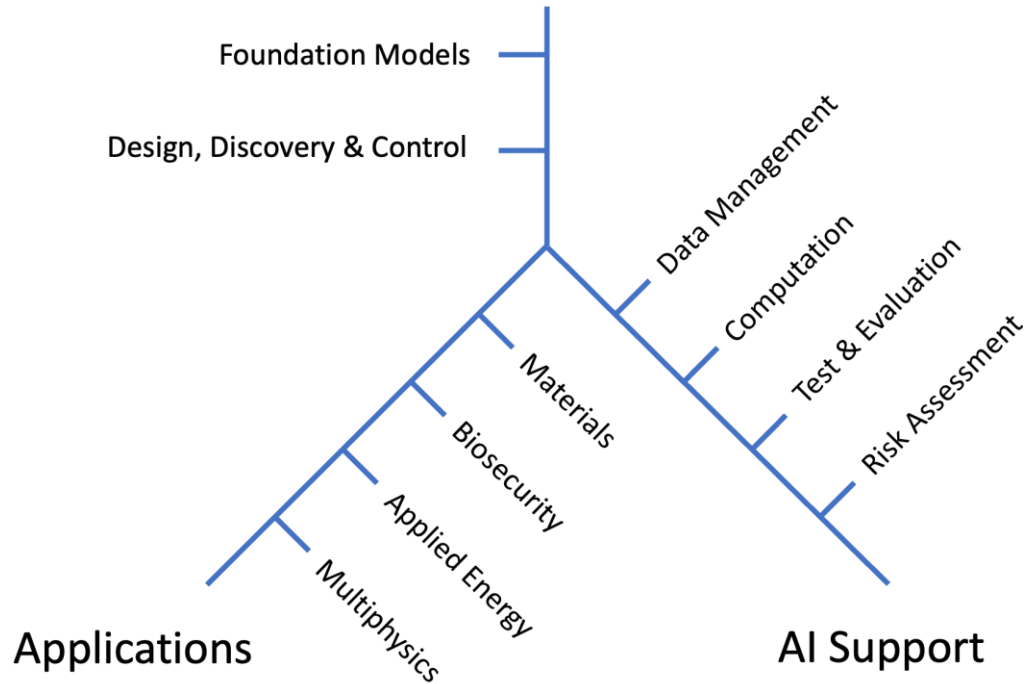 Foundation Models
Design, Discovery & Control
Data Management
Computation
Test & Evaluation
Risk Assessment
Materials
Biosecurity
Applied Energy
Multiphysics
Applications
AI Support